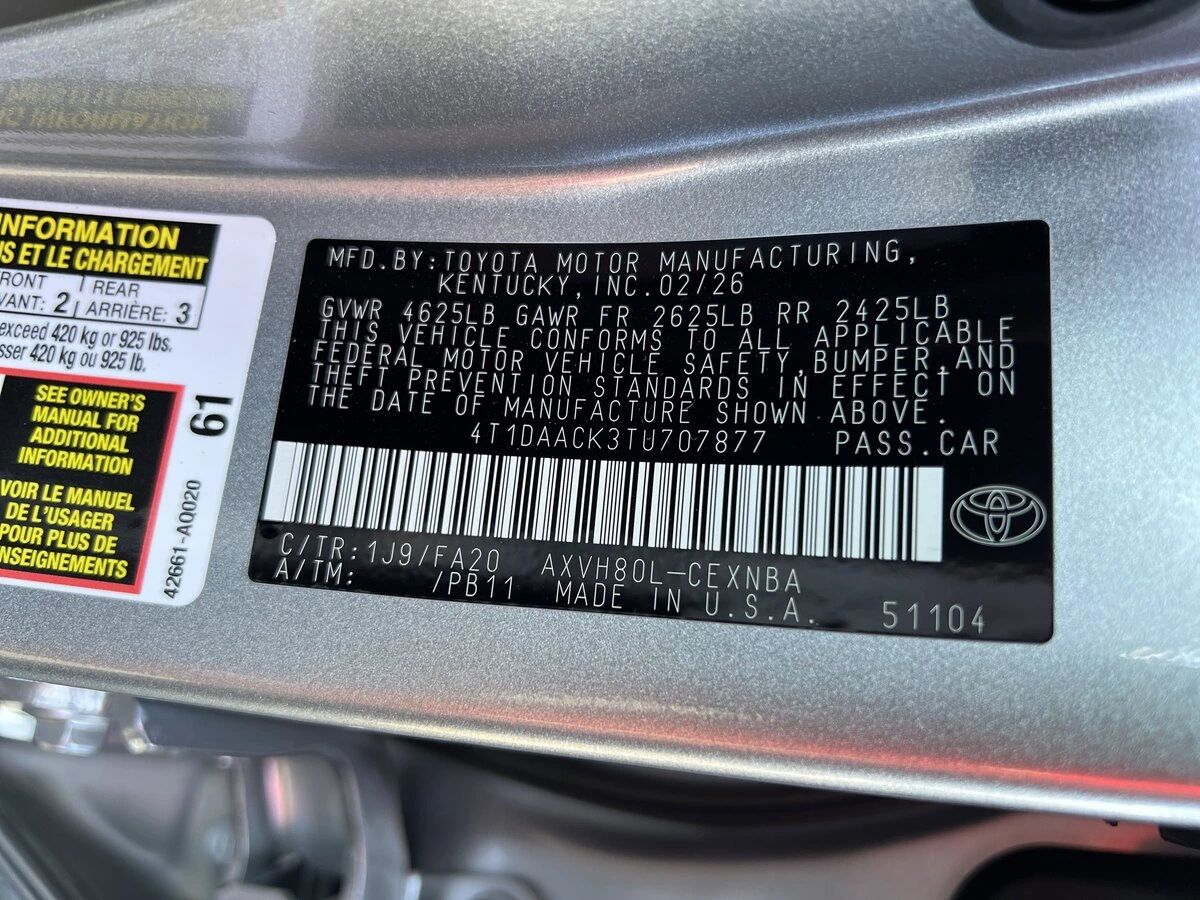 INFORMATION
S ET LE CHARGEMENT
FRONT REAR
AVANT: 2 ARRIÈRE: 3
exceed 420 kg or 925 lbs.
sser 420 kg ou 925 lb.
SEE OWNER'S
MANUAL FOR
ADDITIONAL
INFORMATION
VOIR LE MANUEL
DE L'USAGER
POUR PLUS DE
NSEIGNEMENTS
61
42661-A0020
MFD.BY:TOYOTA MOTOR MANUFACTURING,
KENTUCKY,INC.02/26
GVWR 4625LB GAWR FR 2625LB RR 2425LB
THIS VEHICLE CONFORMS TO ALL APPLICABLE
FEDERAL MOTOR VEHICLE SAFETY,BUMPER,AND
THEFT PREVENTION STANDARDS IN EFFECT ON
THE DATE OF MANUFACTURE SHOWN ABOVE.
4T1DAACK3TU707877 PASS.CAR
C/TR:1J9/FA20 AXVH80L-CEXNBA
A/TM: /PB11 MADE IN U.S.A. 51104